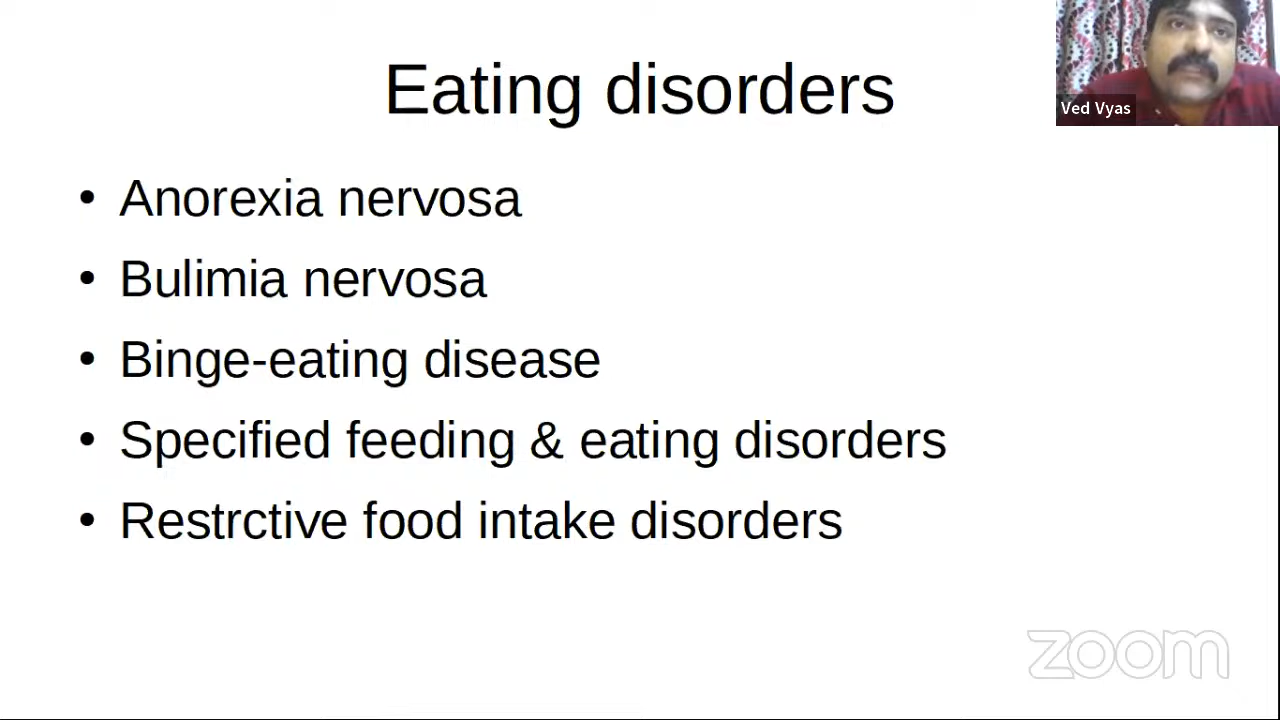 Eating disorders
Ved Vyas
• Anorexia nervosa
• Bulimia nervosa
• Binge-eating disease
• Specified feeding & eating disorders
• Restrctive food intake disorders
zoom